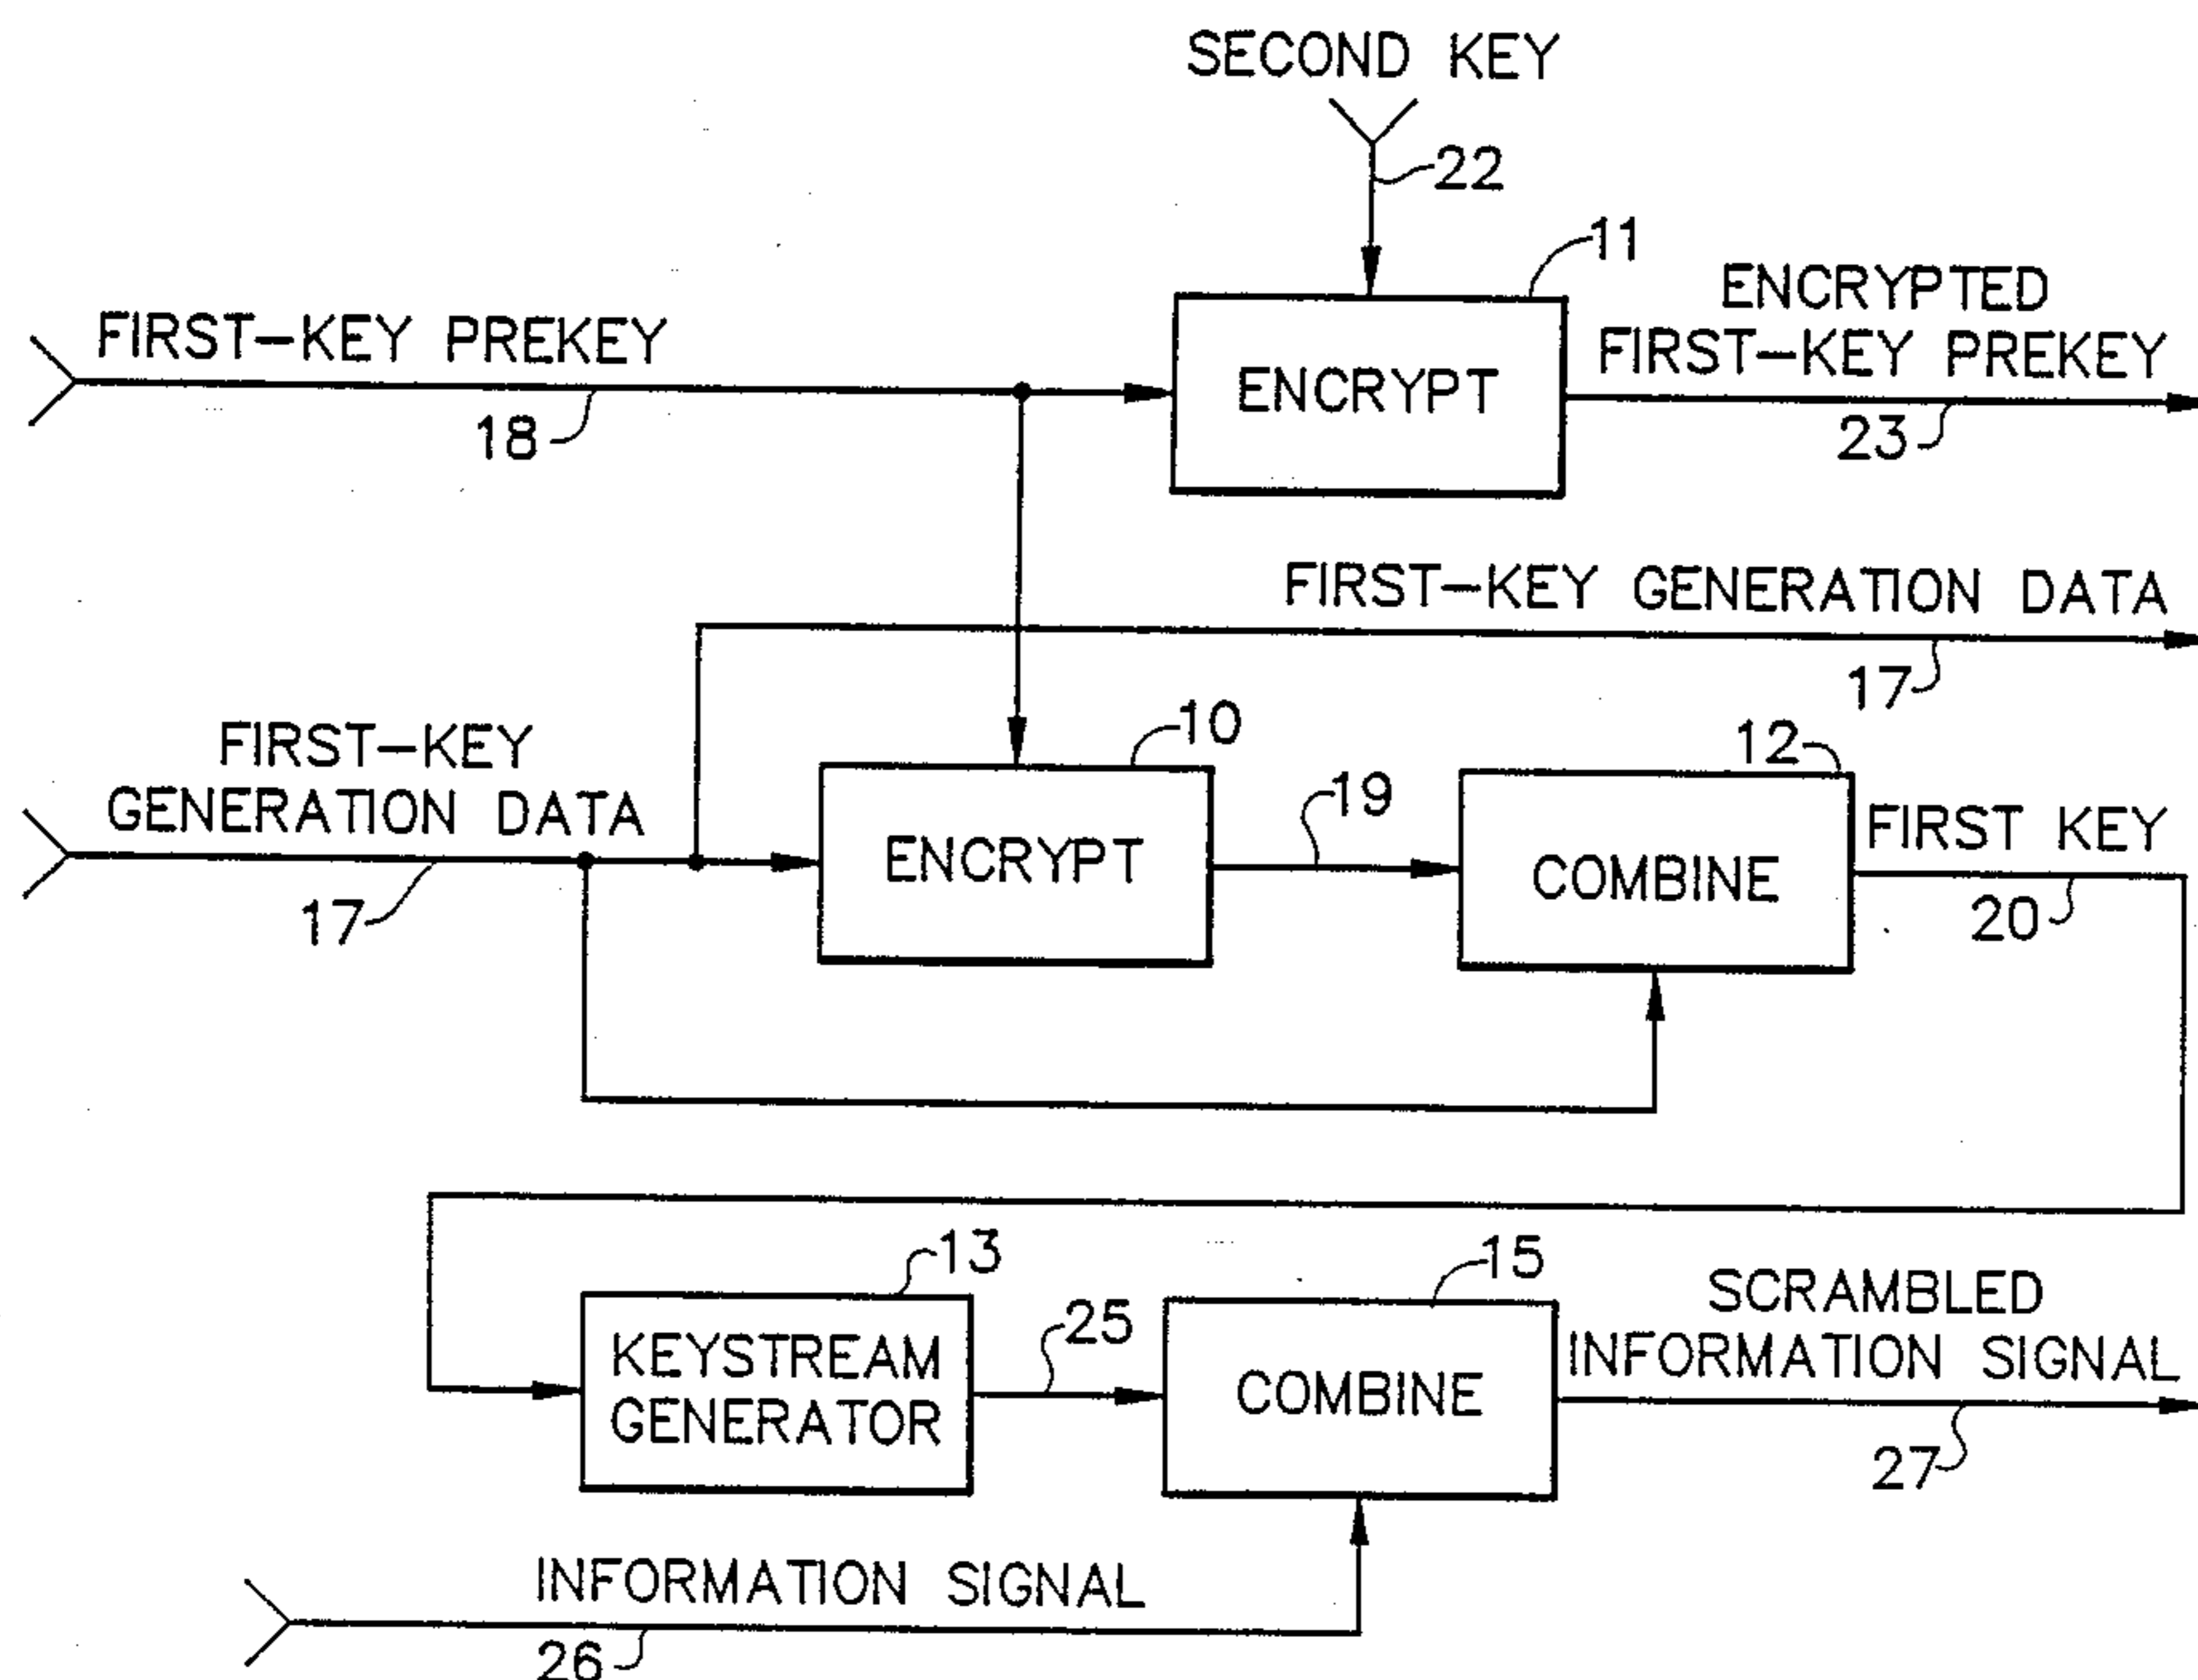 SECOND KEY
22
11
ENCRYPTED
FIRST-KEY PREKEY
FIRST-KEY PREKEY
ENCRYPT
18
23
FIRST-KEY GENERATION DATA
17
FIRST-KEY
GENERATION DATA
10
12
19
FIRST KEY
ENCRYPT
COMBINE
17
20
13
15
25
SCRAMBLED
INFORMATION SIGNAL
KEYSTREAM
GENERATOR
COMBINE
27
INFORMATION SIGNAL
26